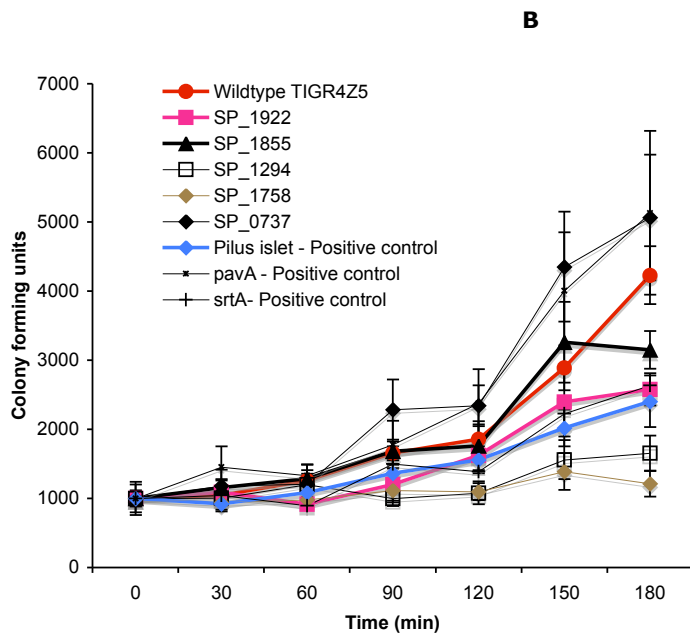 B
7000
6000
5000
4000
3000
2000
1000
0
Colony forming units
Wildtype TIGR4Z5
SP_1922
SP_1855
SP_1294
SP_1758
SP_0737
Pilus islet - Positive control
pavA - Positive control
srtA- Positive control
0 30 60 90 120 150 180
Time (min)